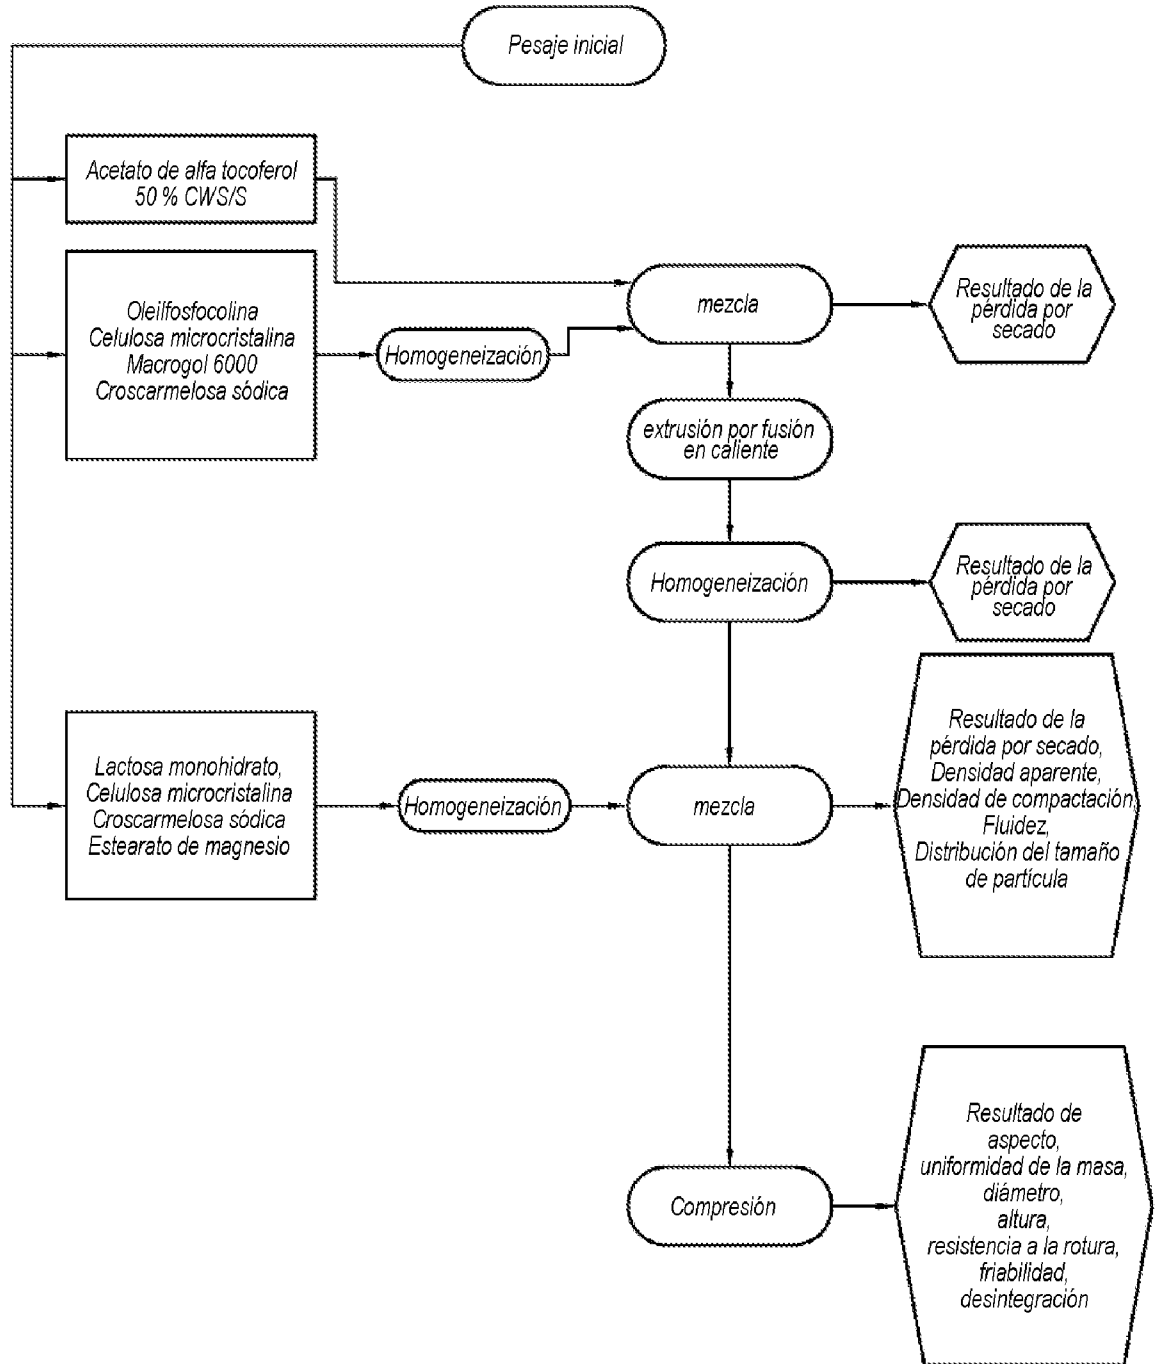 Pesaje inicial
Acetato de alfa tocoferol
50 % CWS/S
Oleilfosfocolina
Celulosa microcristalina
Macrogol 6000
Croscarmelosa sódica
Homogeneización
mezcla
Resultado de la
pérdida por
secado
extrusión por fusión
en caliente
Homogeneización
Resultado de la
pérdida por
secado
Lactosa monohidrato,
Celulosa microcristalina
Croscarmelosa sódica
Estearato de magnesio
Homogeneización
mezcla
Resultado de la
pérdida por secado,
Densidad aparente,
Densidad de compactación,
Fluidez,
Distribución del tamaño
de partícula
Compresión
Resultado de
aspecto,
uniformidad de la masa,
diámetro,
altura,
resistencia a la rotura,
friabilidad,
desintegración